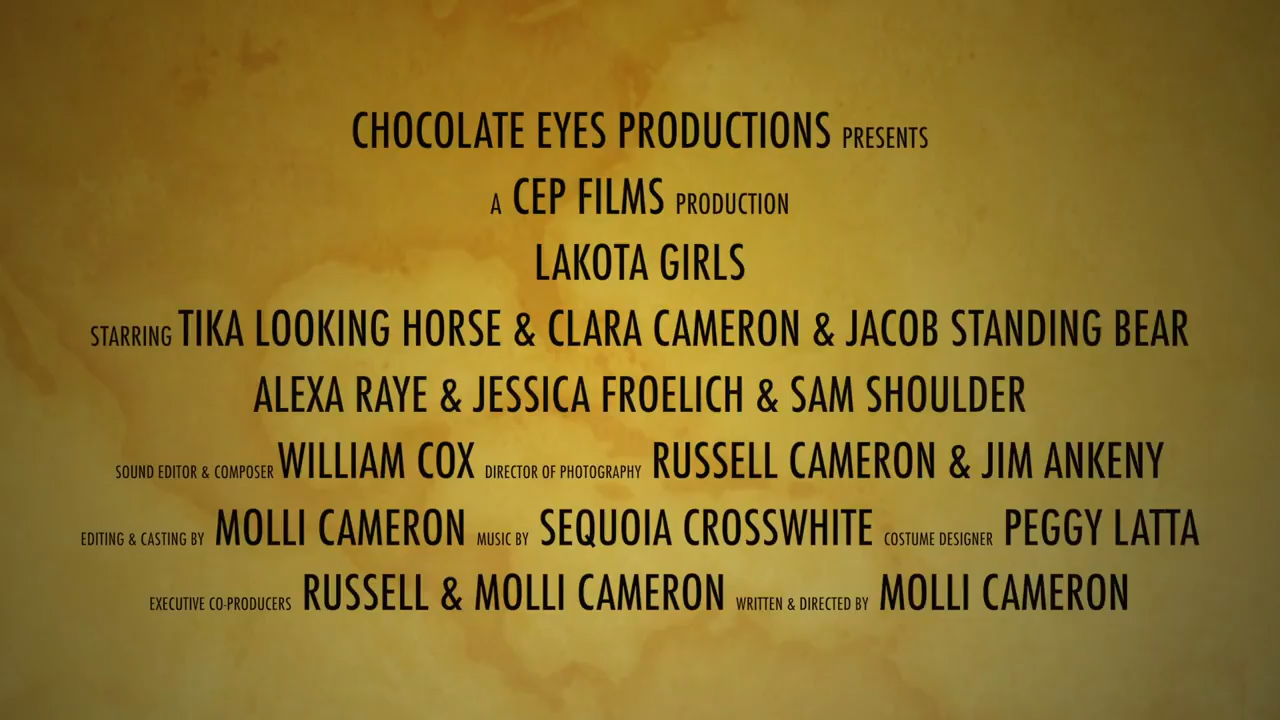 CHOCOLATE EYES PRODUCTIONS PRESENTS
A CEP FILMS PRODUCTION
LAKOTA GIRLS
STARRING TIKA LOOKING HORSE & CLARA CAMERON & JACOB STANDING BEAR
ALEXA RAYE & JESSICA FROELICH & SAM SHOULDER
SOUND EDITOR & COMPOSER WILLIAM COX DIRECTOR OF PHOTOGRAPHY RUSSELL CAMERON & JIM ANKENY
EDITING & CASTING BY MOLLI CAMERON MUSIC BY SEQUOIA CROSSWHITE COSTUME DESIGNER PEGGY LATTA
EXECUTIVE CO-PRODUCERS RUSSELL & MOLLI CAMERON WRITTEN & DIRECTED BY MOLLI CAMERON